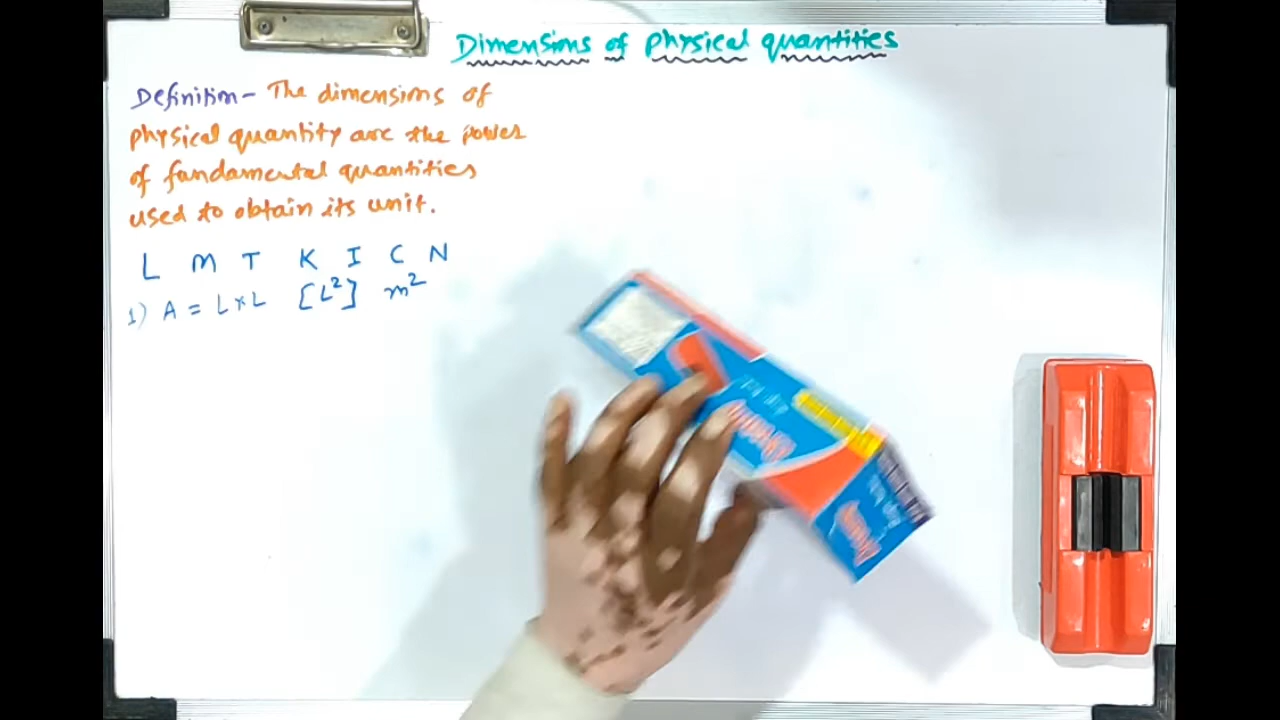 Dimensions of physical quantities
Definition - The dimensions of
physical quantity are the power
of fundamental quantities
used to obtain its unit.
L M T K I C N
1) A = L×L [L²] m²